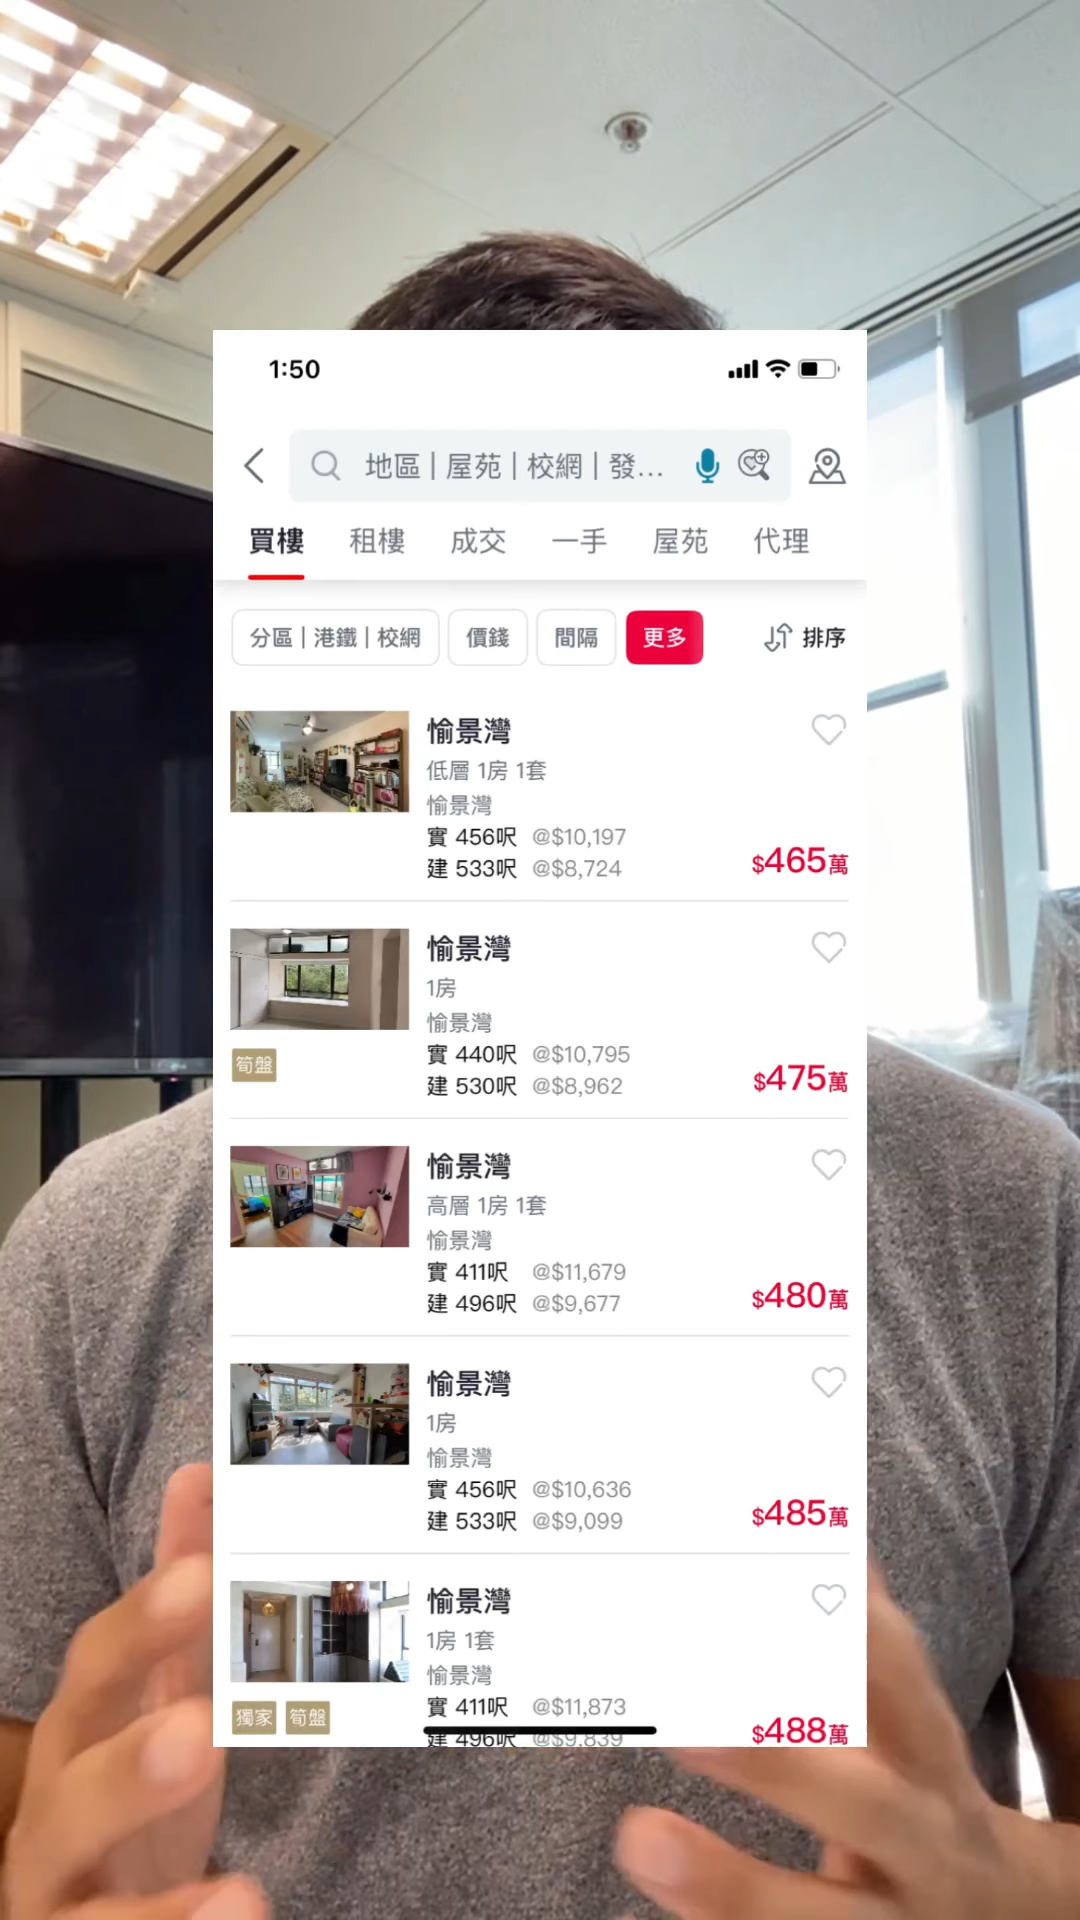 1:50
地區 | 屋苑 | 校網 | 發...
買樓 租樓 成交 一手 屋苑 代理
分區 | 港鐵 | 校網 價錢 間隔 更多 排序
愉景灣
低層 1房 1套
愉景灣
實 456呎 @$10,197
建 533呎 @$8,724
$465萬
愉景灣
1房
愉景灣
筍盤
實 440呎 @$10,795
建 530呎 @$8,962
$475萬
愉景灣
高層 1房 1套
愉景灣
實 411呎 @$11,679
建 496呎 @$9,677
$480萬
愉景灣
1房
愉景灣
實 456呎 @$10,636
建 533呎 @$9,099
$485萬
愉景灣
1房 1套
愉景灣
獨家 筍盤
實 411呎 @$11,873
建 496呎 @$9,839
$488萬